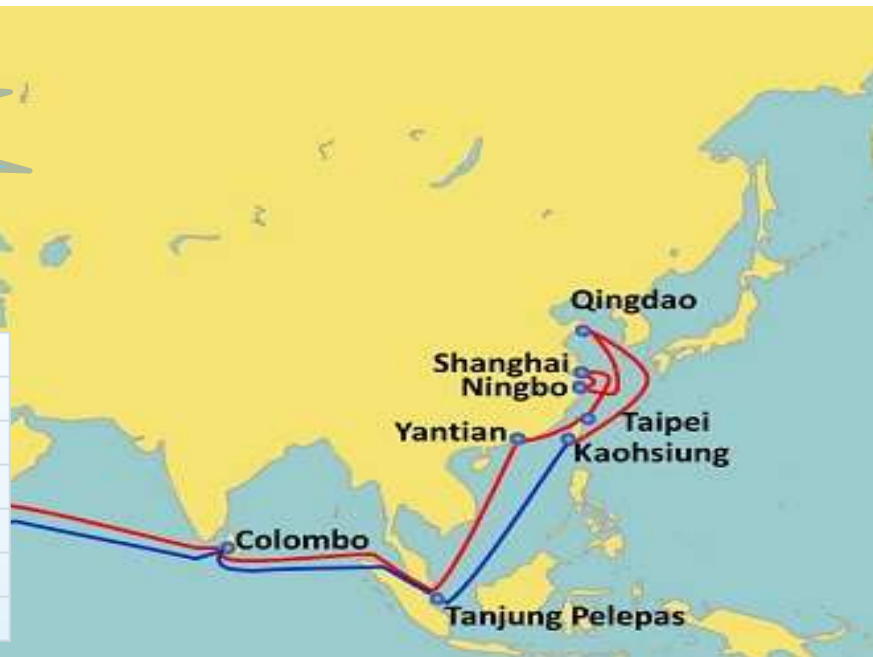 Qingdao
Shanghai
Ningbo
Yantian
Taipei
Kaohsiung
Colombo
Tanjung Pelepas